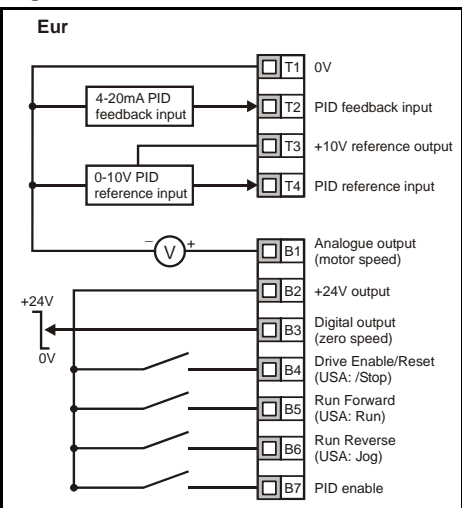 Eur
T1 0V
4-20mA PID
feedback input
T2 PID feedback input
T3 +10V reference output
0-10V PID
reference input
T4 PID reference input
− V +
B1 Analogue output
(motor speed)
B2 +24V output
+24V
0V
B3 Digital output
(zero speed)
B4 Drive Enable/Reset
(USA: /Stop)
B5 Run Forward
(USA: Run)
B6 Run Reverse
(USA: Jog)
B7 PID enable